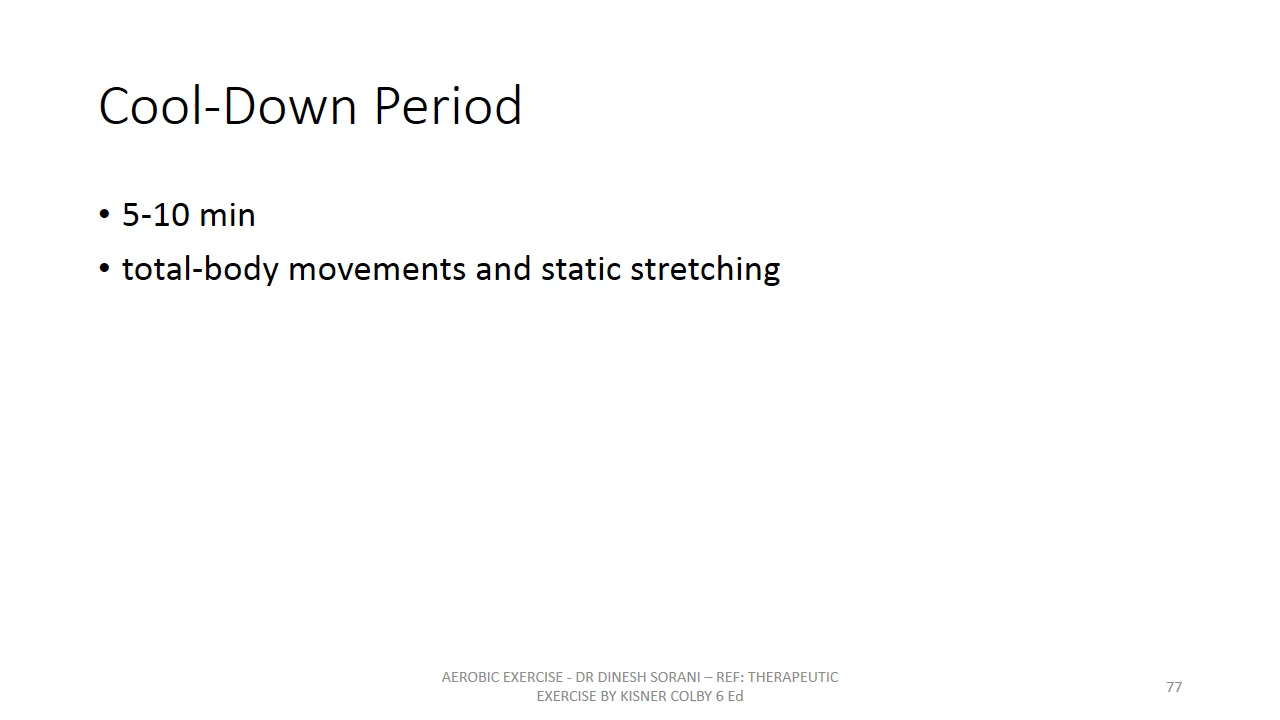 Cool-Down Period
• 5-10 min
• total-body movements and static stretching
AEROBIC EXERCISE - DR DINESH SORANI – REF: THERAPEUTIC
EXERCISE BY KISNER COLBY 6 Ed
77